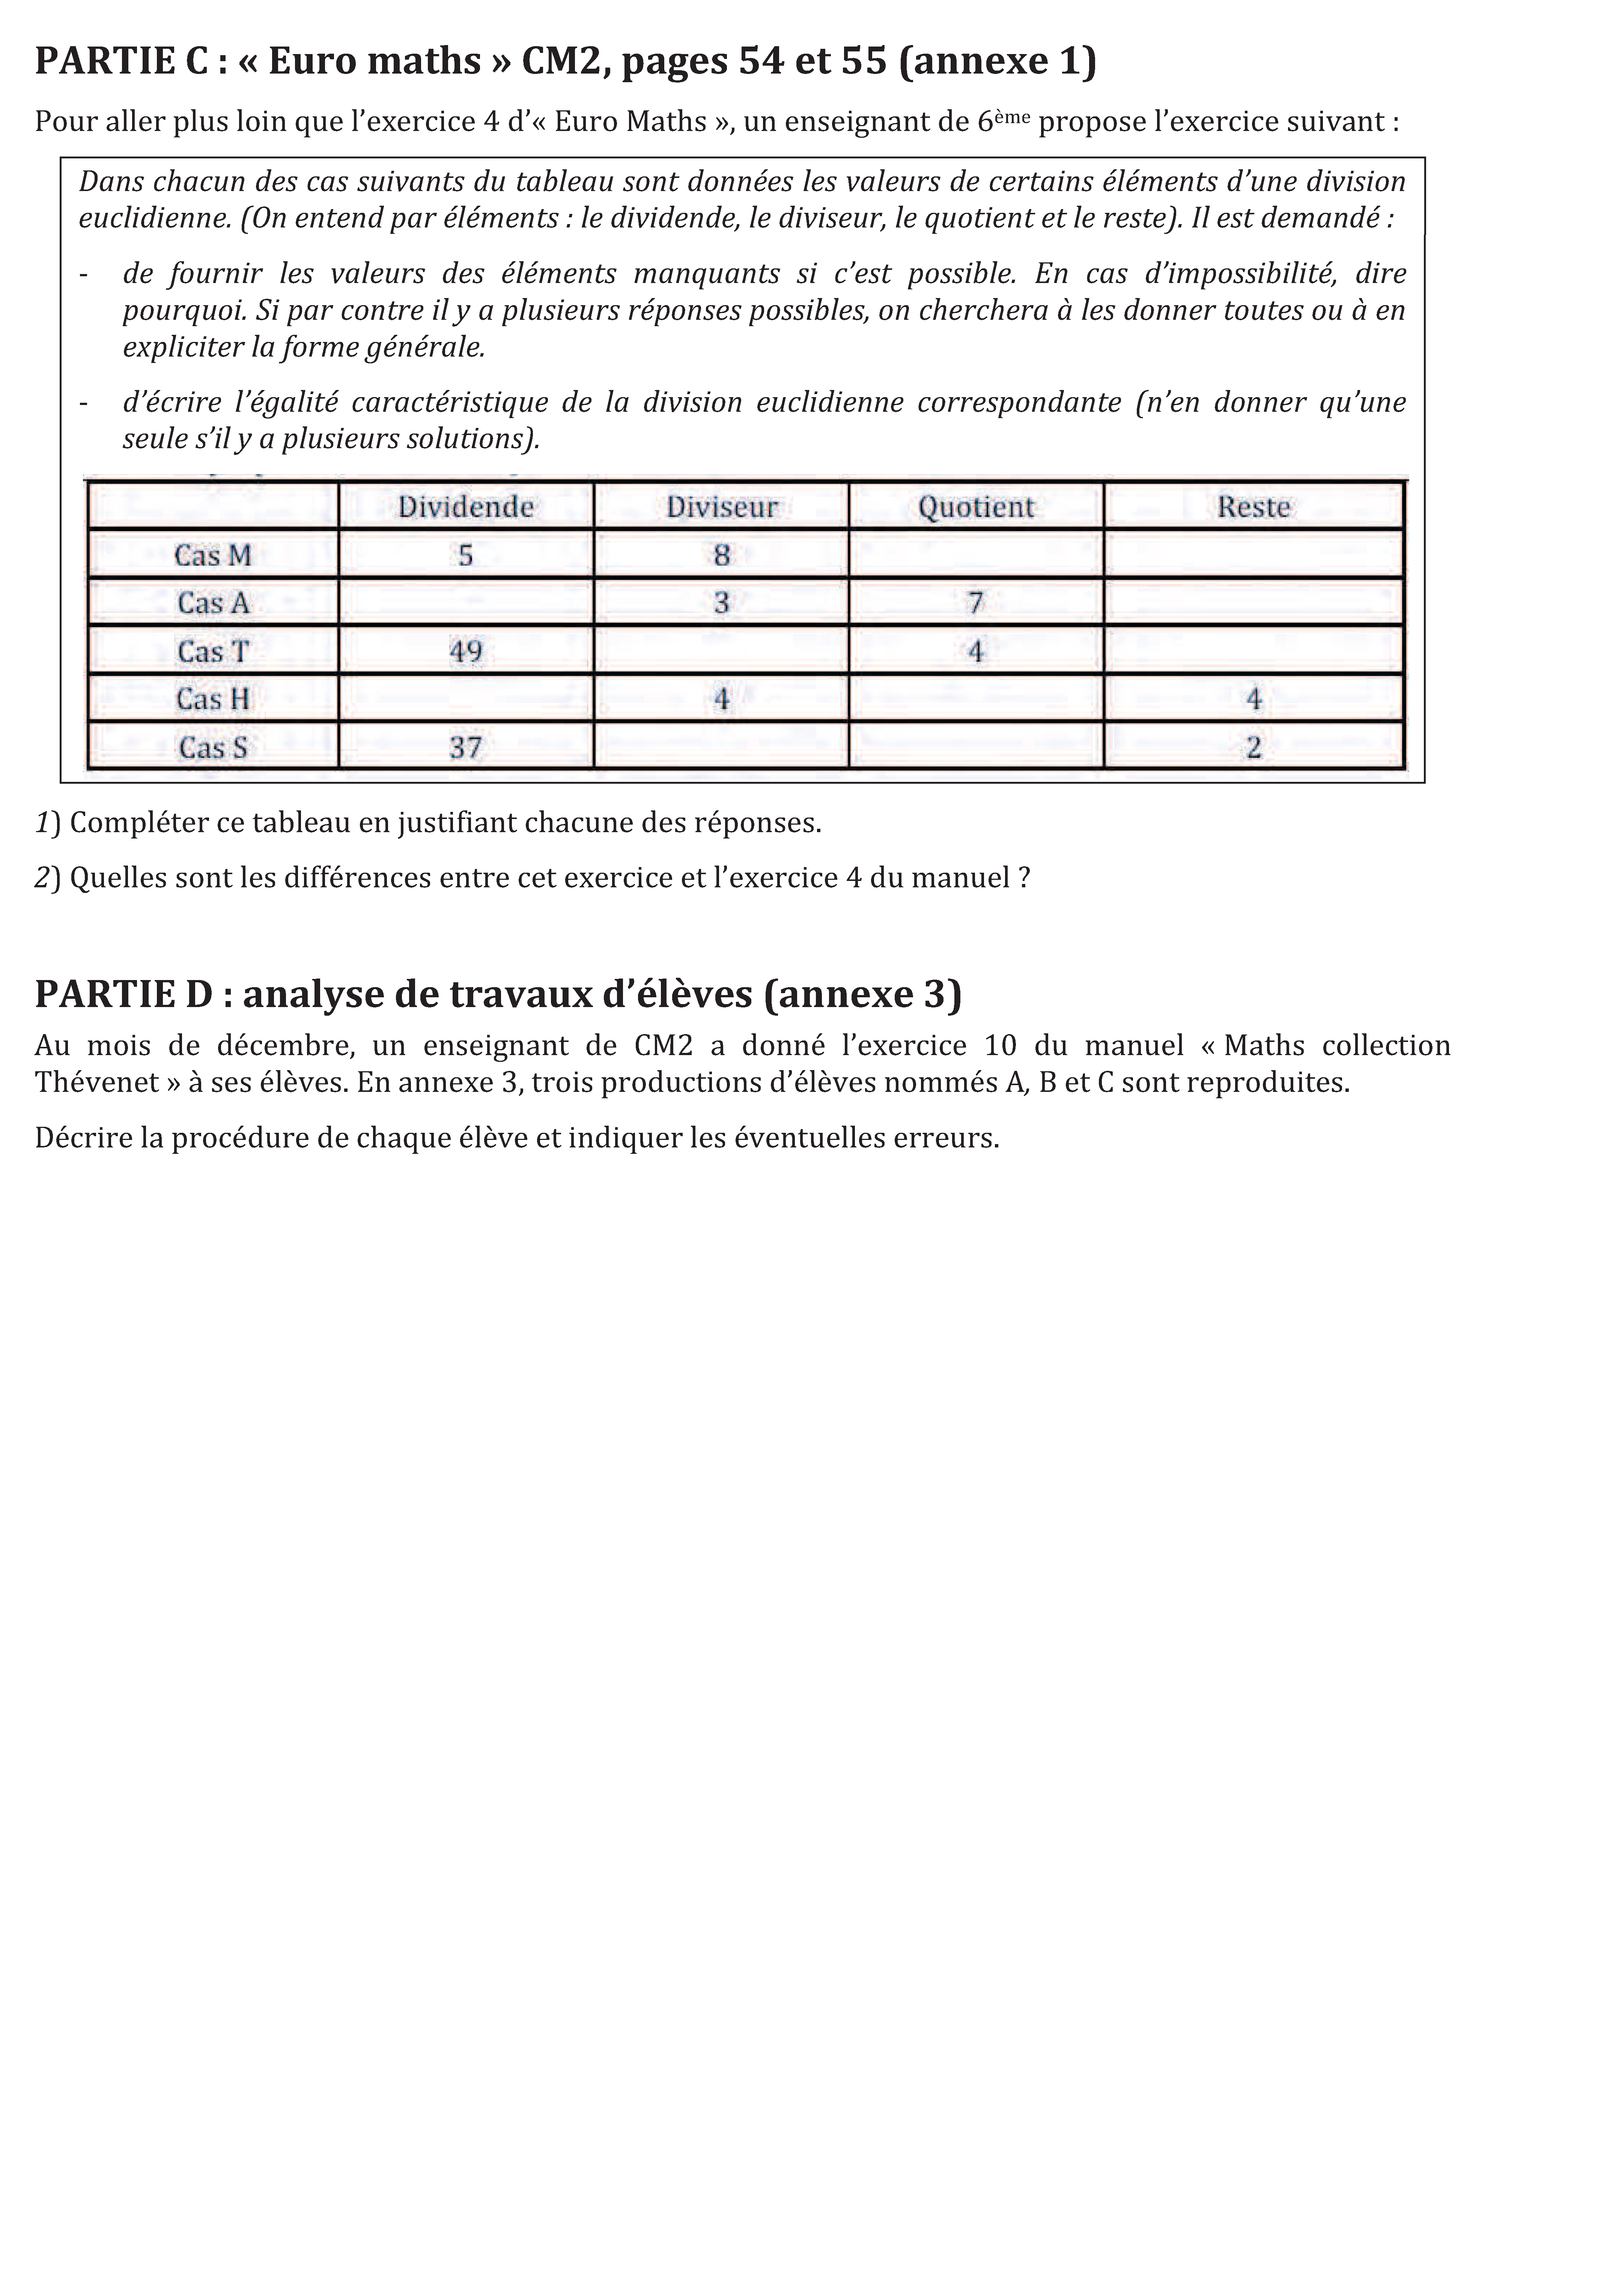 PARTIE C : « Euro maths » CM2, pages 54 et 55 (annexe 1)
Pour aller plus loin que l’exercice 4 d’« Euro Maths », un enseignant de 6ème propose l’exercice suivant :
Dans chacun des cas suivants du tableau sont données les valeurs de certains éléments d’une division
euclidienne. (On entend par éléments : le dividende, le diviseur, le quotient et le reste). Il est demandé :
- de fournir les valeurs des éléments manquants si c’est possible. En cas d’impossibilité, dire
pourquoi. Si par contre il y a plusieurs réponses possibles, on cherchera à les donner toutes ou à en
expliciter la forme générale.
- d’écrire l’égalité caractéristique de la division euclidienne correspondante (n’en donner qu’une
seule s’il y a plusieurs solutions).
Dividende Diviseur Quotient Reste
Cas M 5 8
Cas A 3 7
Cas T 49 4
Cas H 4 4
Cas S 37 2
1) Compléter ce tableau en justifiant chacune des réponses.
2) Quelles sont les différences entre cet exercice et l’exercice 4 du manuel ?
PARTIE D : analyse de travaux d’élèves (annexe 3)
Au mois de décembre, un enseignant de CM2 a donné l’exercice 10 du manuel « Maths collection
Thévenet » à ses élèves. En annexe 3, trois productions d’élèves nommés A, B et C sont reproduites.
Décrire la procédure de chaque élève et indiquer les éventuelles erreurs.